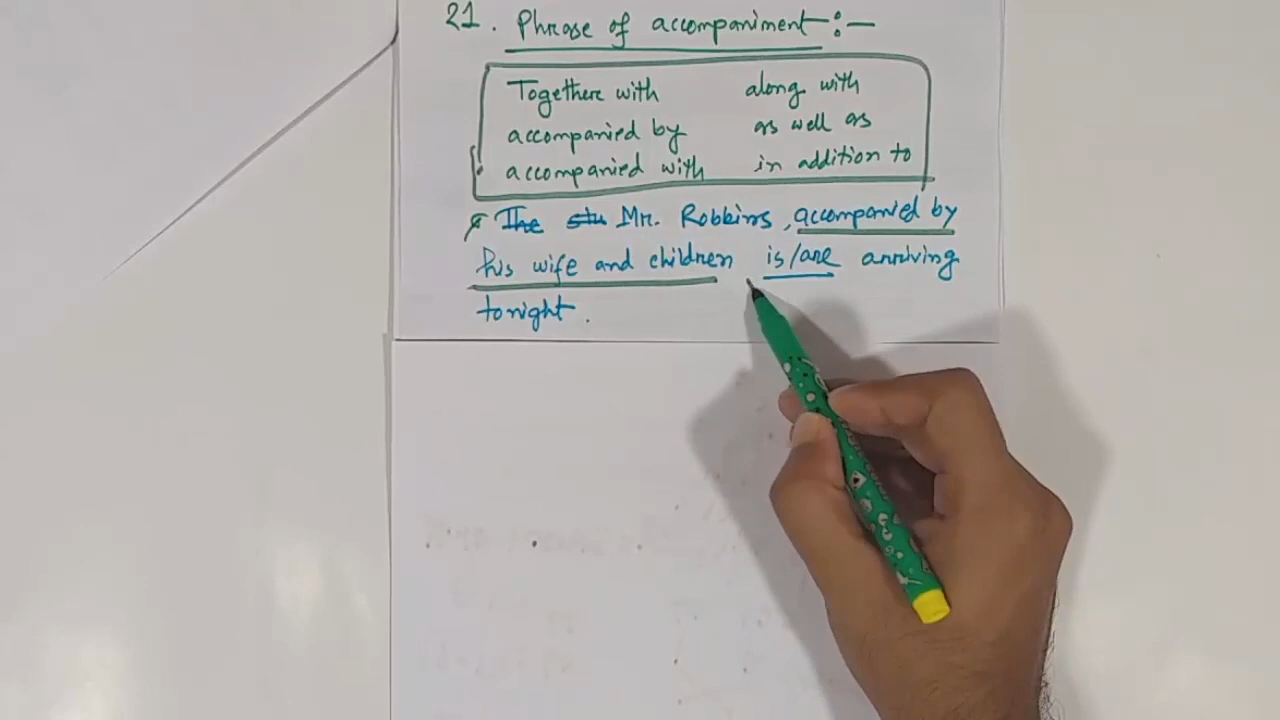 21. Phrase of accompaniment :-
Togethere with along with
accompanied by as well as
accompanied with in addition to
The stu Mr. Robbins, accompanied by
his wife and children is/are arriving
tonight.